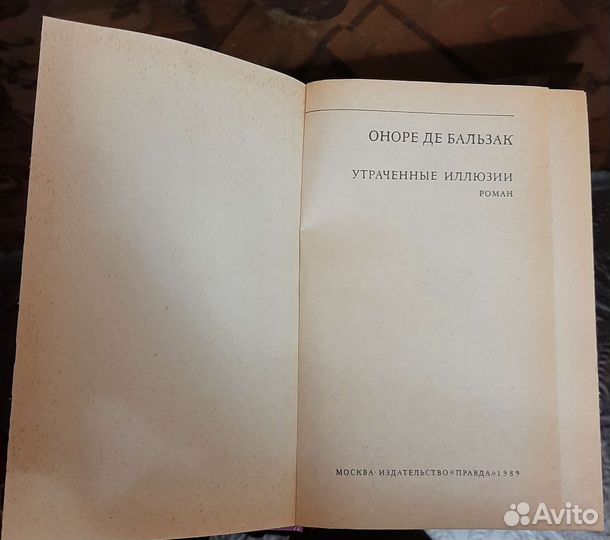 ОНОРЕ ДЕ БАЛЬЗАК
УТРАЧЕННЫЕ ИЛЛЮЗИИ
РОМАН
МОСКВА ИЗДАТЕЛЬСТВО «ПРАВДА» 1989
Avito